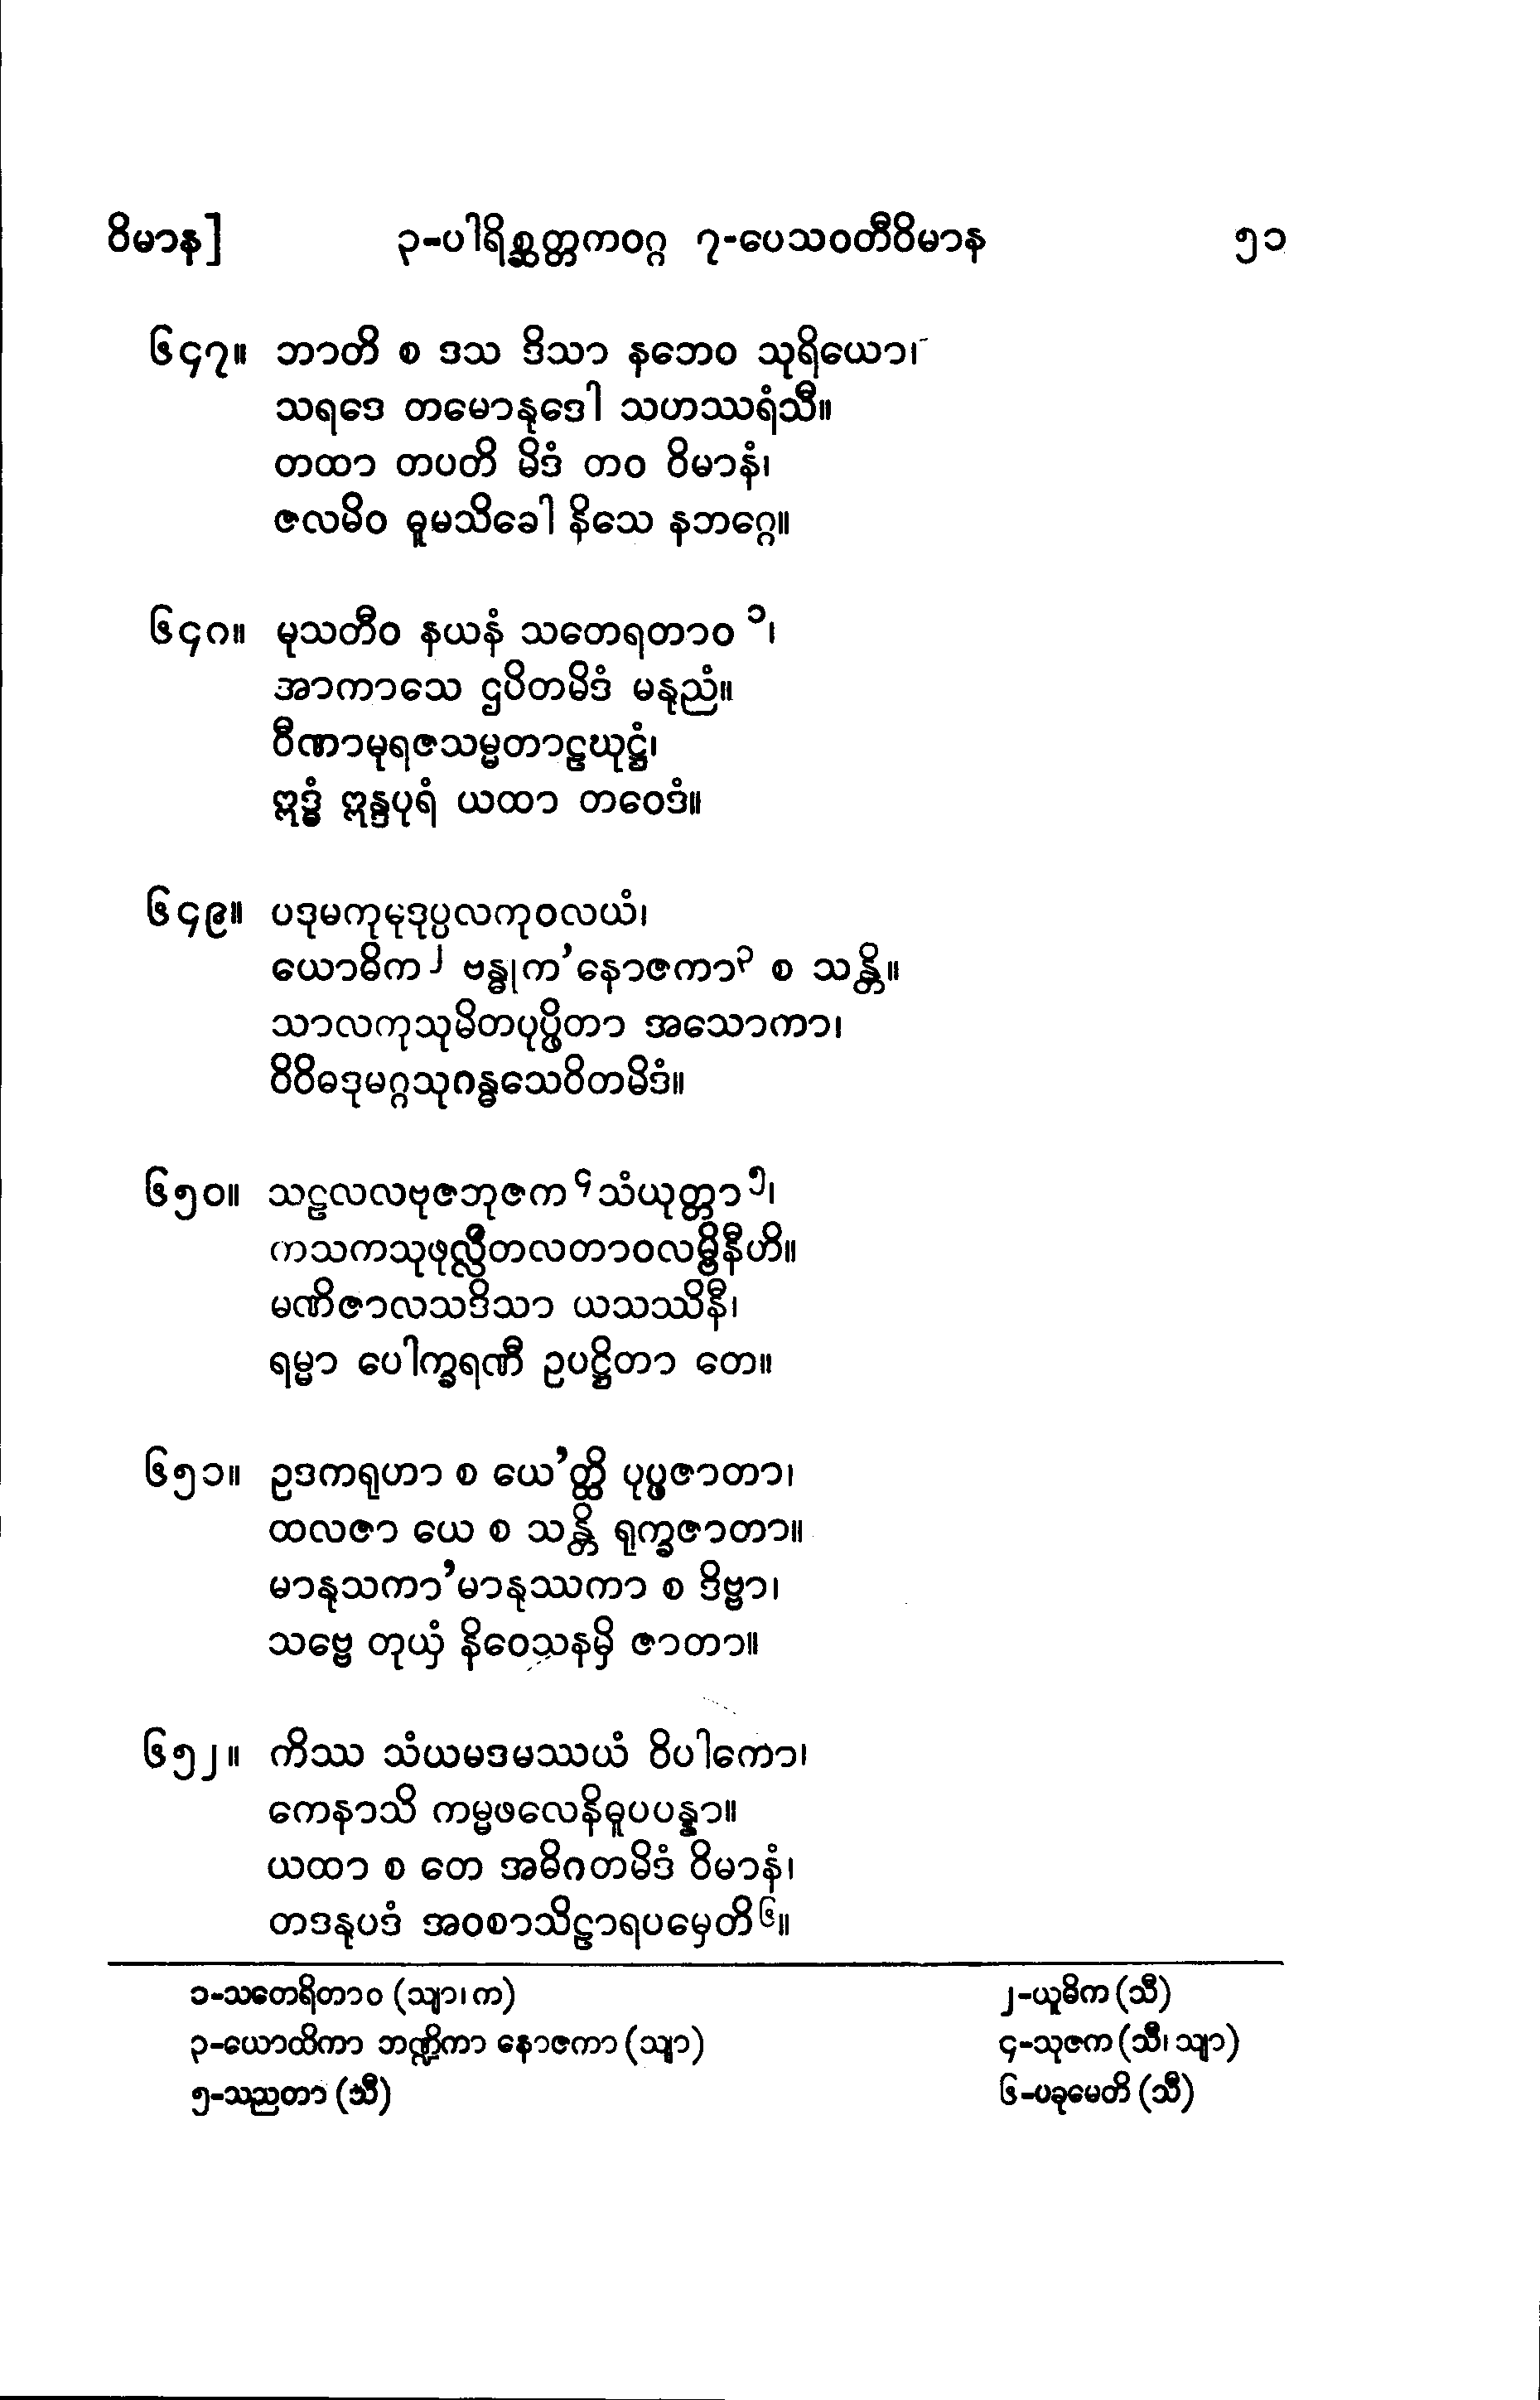 ဝိမာန]	၃-ပါရိစ္ဆတ္တကဝဂ္ဂ ၇-ပေသဝတီဝိမာန	၅၁
၆၄၇။ ဘာတိ စ ဒသ ဒိသာ နဘေဝ သုရိယော၊
သရဒေ တမောနုဒေါ သဟဿရံသီ။
တထာ တပတိ မိဒံ တဝ ဝိမာနံ၊
ဇလမိဝ ဓူမသိခေါ နိသေ နဘဂ္ဂေ။
၆၄၈။ မုသတီဝ နယနံ သတေရတာဝ ၁၊
အာကာသေ ဌပိတမိဒံ မနုညံ။
ဝီဏာမုရဇသမ္မတာဠဃုဋ္ဌံ၊
ဣဒ္ဓံ ဣန္ဒပုရံ ယထာ တဝေဒံ။
၆၄၉။ ပဒုမကုမုဒုပ္ပလကုဝလယံ၊
ယောဓိက ၂ ဗန္ဓုက’နောဇကာ ၃ စ သန္တိ။
သာလကုသုမိတပုပ္ဖိတာ အသောကာ၊
ဝိဝိဓဒုမဂ္ဂသုဂန္ဓသေဝိတမိဒံ။
၆၅၀။ သဠလလဗုဇဘုဇက ၄ သံယုတ္တာ ၅၊
ကသကသုဖုလ္လိတလတာဝလမ္ဗိနီဟိ။
မဏိဇာလသဒိသာ ယသဿိနီ၊
ရမ္မာ ပေါက္ခရဏီ ဥပဋ္ဌိတာ တေ။
၆၅၁။ ဥဒကရုဟာ စ ယေ’တ္ထိ ပုပ္ဖဇာတာ၊
ထလဇာ ယေ စ သန္တိ ရုက္ခဇာတာ။
မာနုသကာ’မာနုဿကာ စ ဒိဗ္ဗာ၊
သဗ္ဗေ တုယှံ နိဝေသနမှိ ဇာတာ။
၆၅၂။ ကိဿ သံယမဒမဿယံ ဝိပါကော၊
ကေနာသိ ကမ္မဖလေနိဓူပပန္နာ။
ယထာ စ တေ အဓိဂတမိဒံ ဝိမာနံ၊
တဒနုပဒံ အဝစာသိဠာရပမှေတိ ၆။
၁-သတေရိတာဝ (သျာ၊ က)	၂-ယူဓိက (သီ)
၃-ယောထိကာ ဘဏ္ဍိကာ နောဇကာ (သျာ)	၄-သုဇက (သီ၊ သျာ)
၅-သညတာ (သီ)	၆-ပခုမေတိ (သီ)